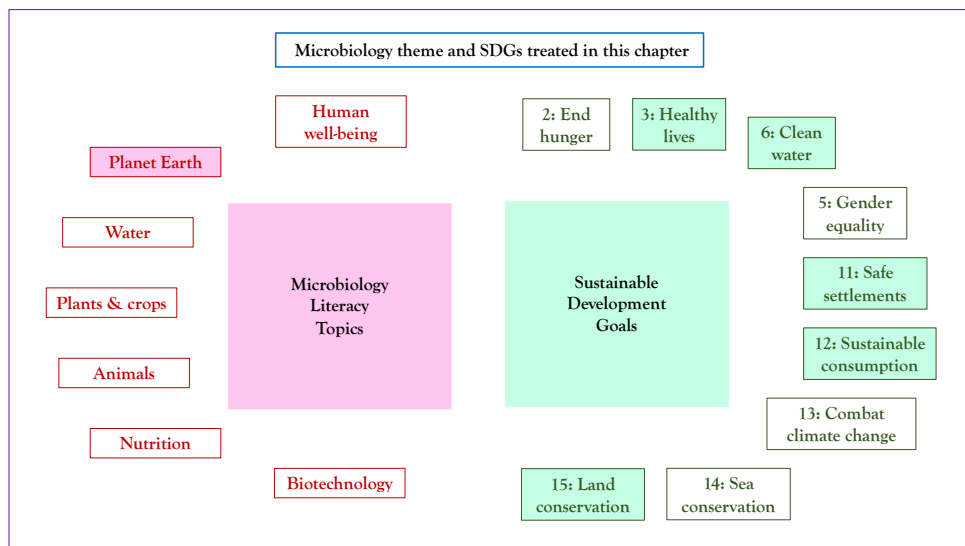 Microbiology theme and SDGs treated in this chapter
Human
well-being
Planet Earth
Water
Plants & crops
Animals
Nutrition
Biotechnology
Microbiology
Literacy
Topics
2: End
hunger
3: Healthy
lives
6: Clean
water
5: Gender
equality
11: Safe
settlements
12: Sustainable
consumption
13: Combat
climate change
14: Sea
conservation
15: Land
conservation
Sustainable
Development
Goals